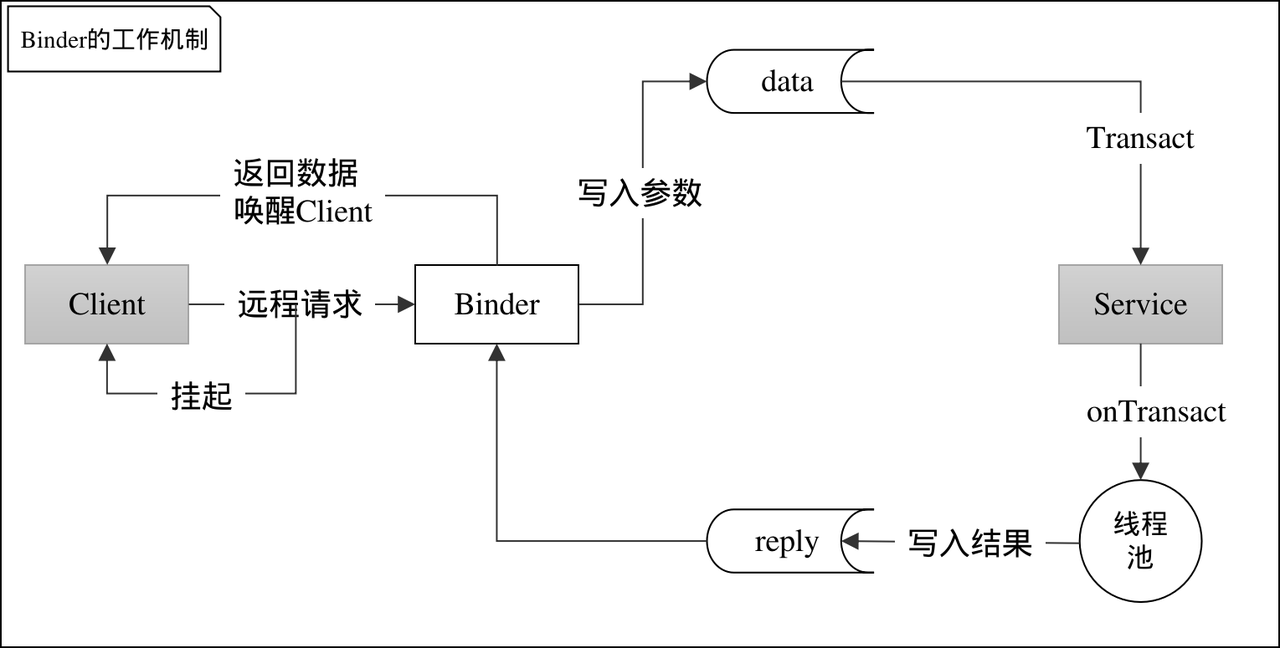 Binder的工作机制
data
Transact
返回数据
唤醒Client
写入参数
Client
远程请求
Binder
Service
挂起
onTransact
reply
写入结果
线程
池